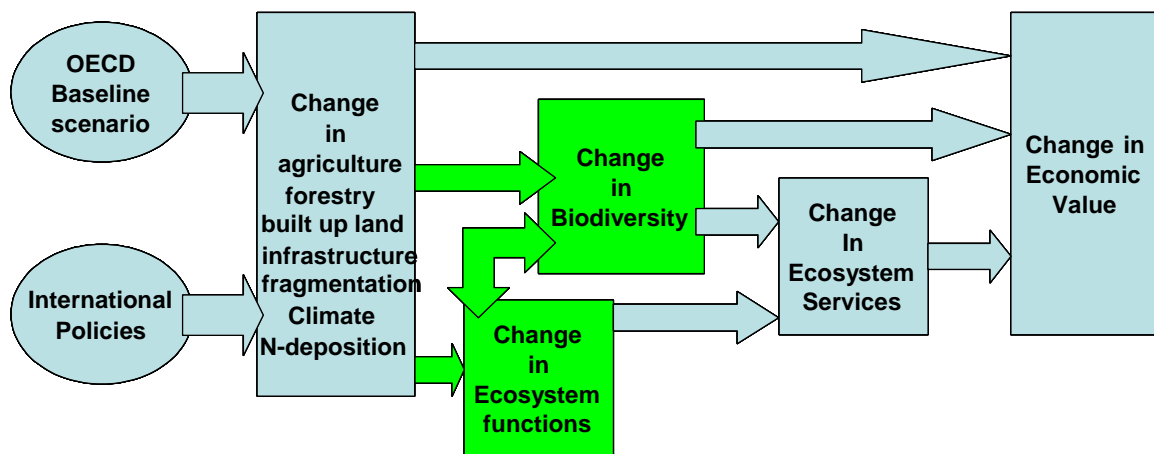 OECD
Baseline
scenario
International
Policies
Change
in
agriculture
forestry
built up land
infrastructure
fragmentation
Climate
N-deposition
Change
in
Biodiversity
Change
in
Ecosystem
functions
Change
In
Ecosystem
Services
Change in
Economic
Value